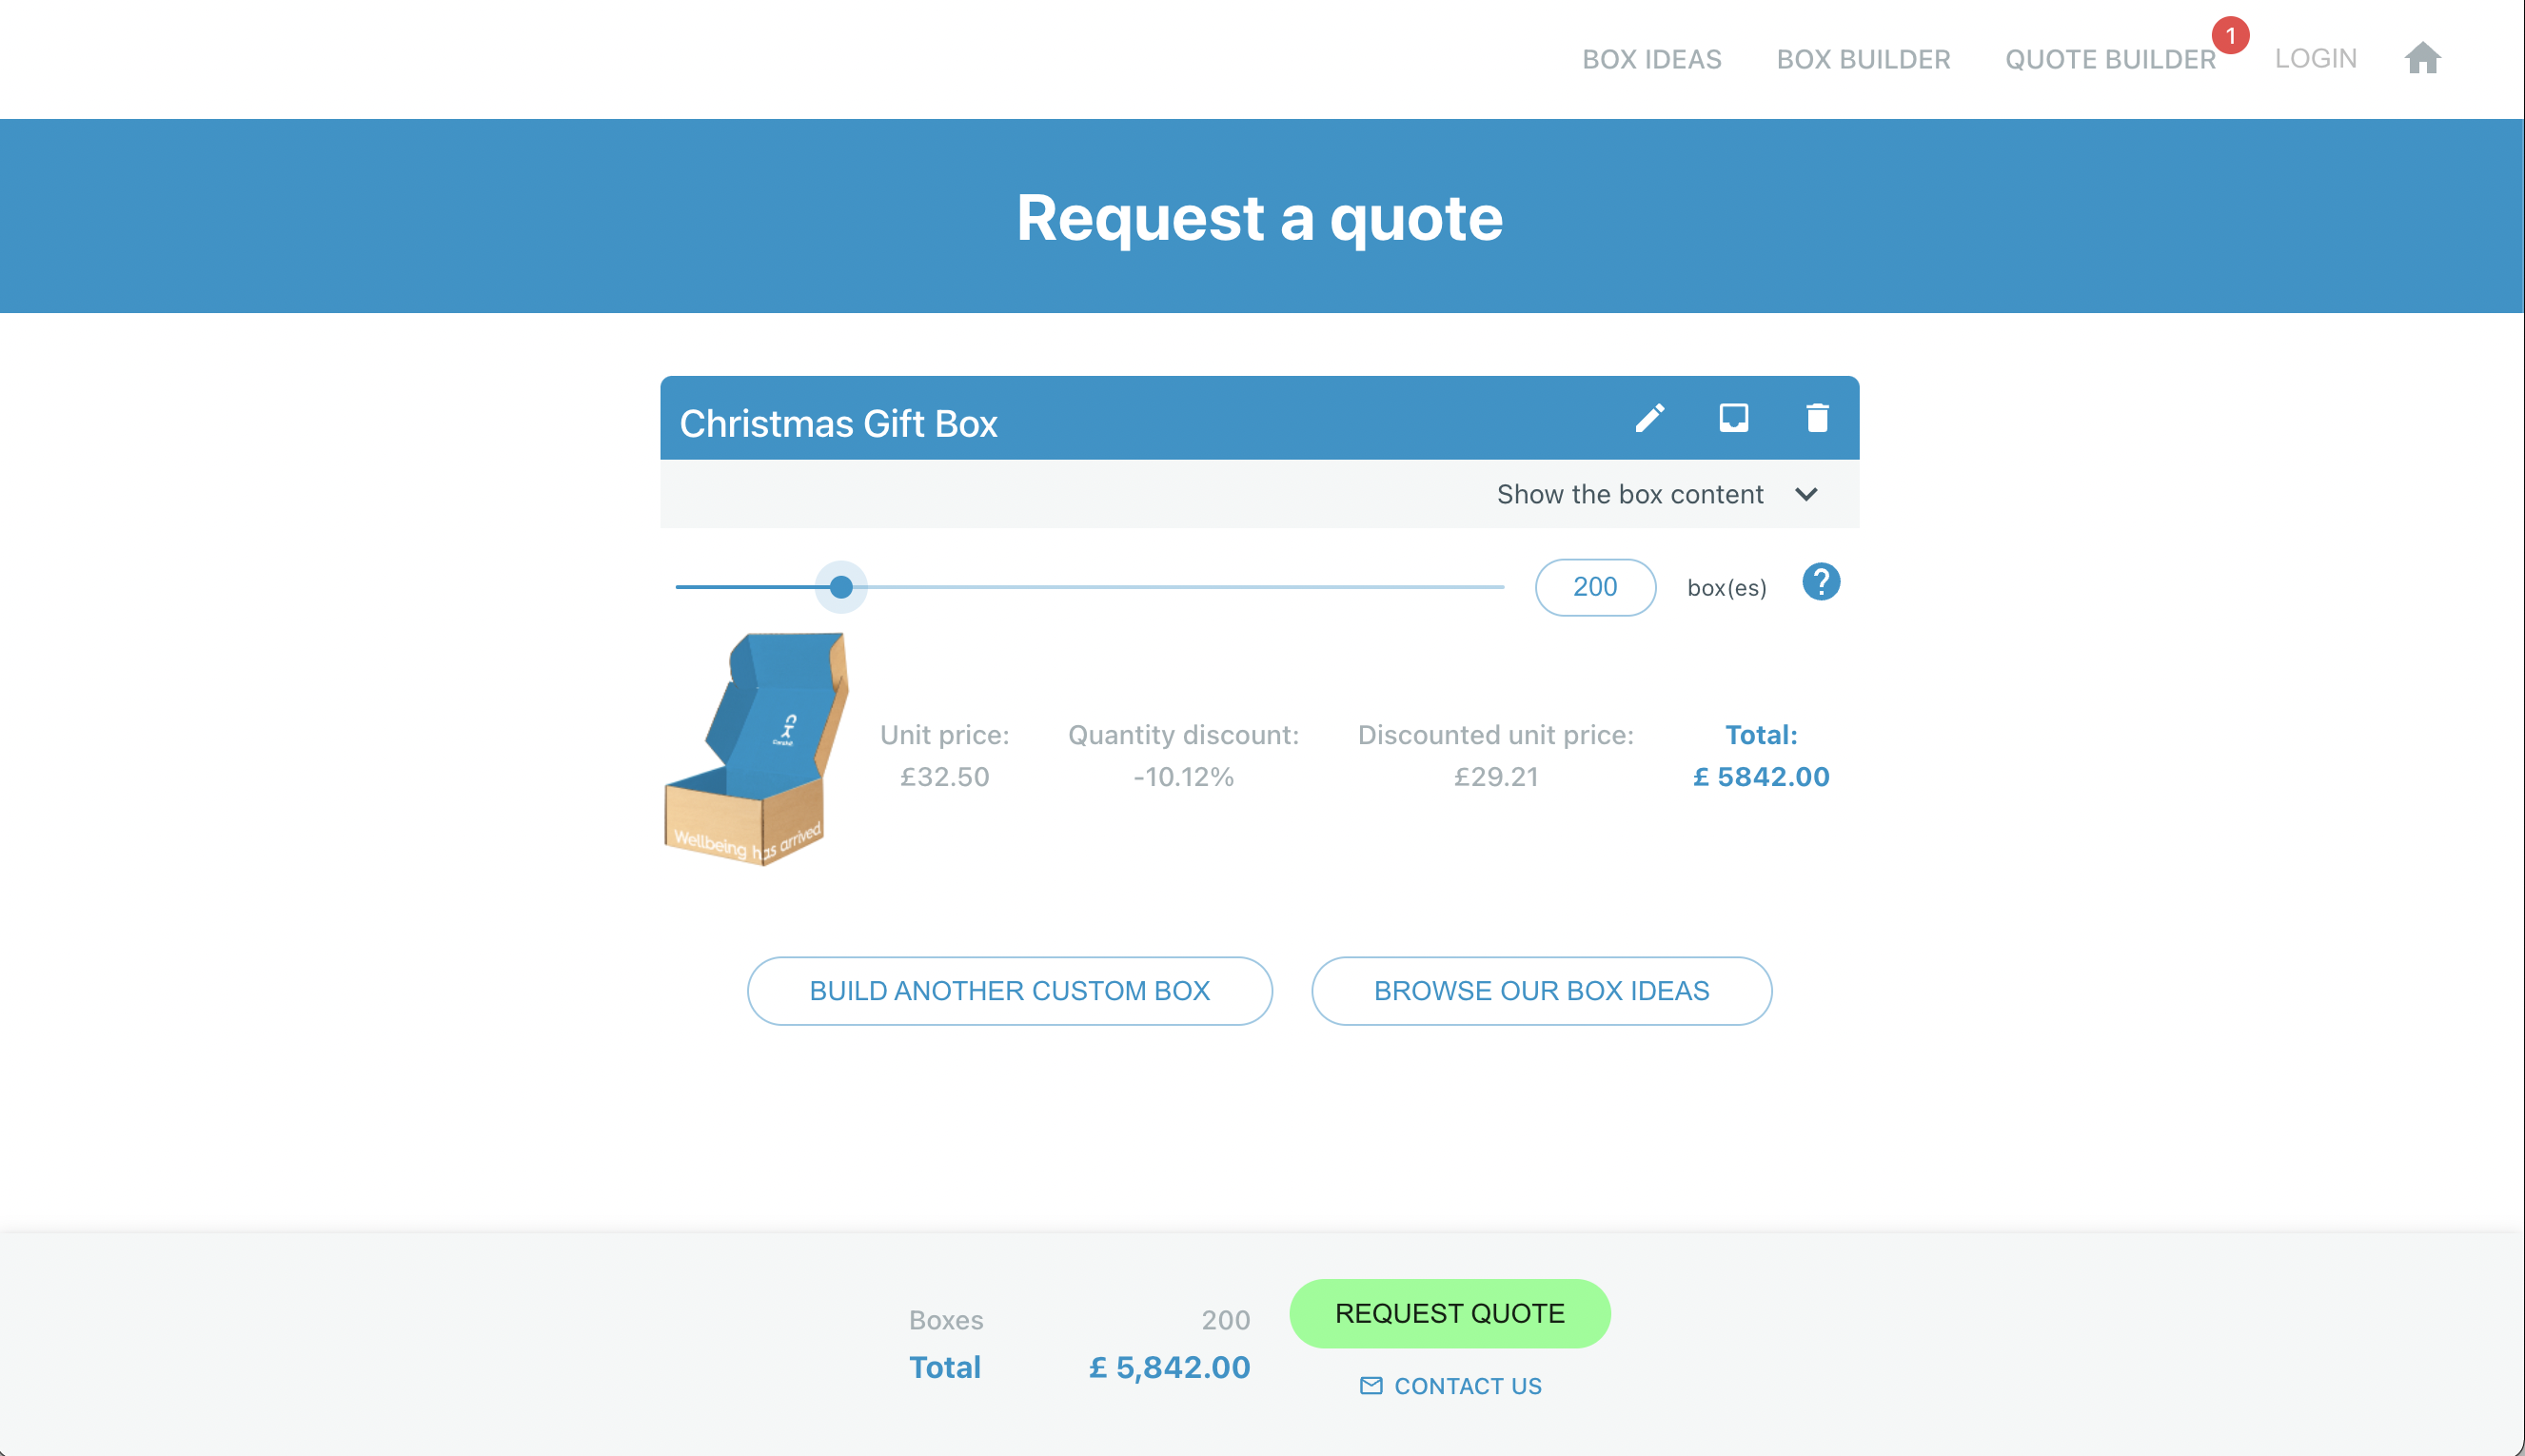 BOX IDEAS BOX BUILDER QUOTE BUILDER 1 LOGIN
Request a quote
Christmas Gift Box
Show the box content
200 box(es) ?
Unit price: Quantity discount: Discounted unit price: Total:
£32.50 -10.12% £29.21 £ 5842.00
Wellbeing has arrived
BUILD ANOTHER CUSTOM BOX BROWSE OUR BOX IDEAS
Boxes 200
REQUEST QUOTE
Total £ 5,842.00
CONTACT US